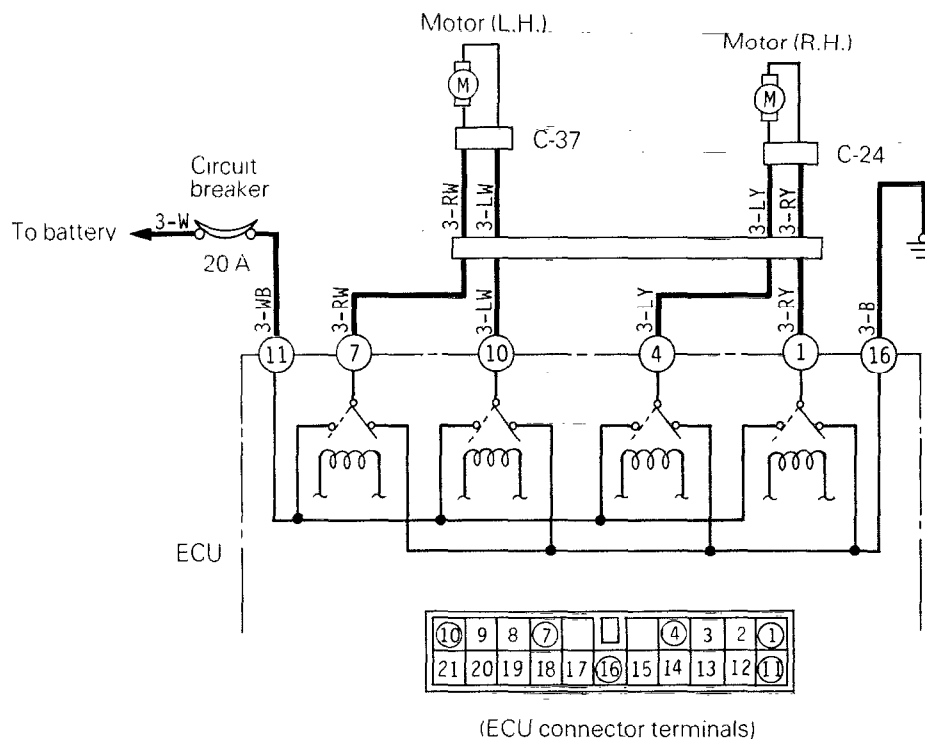 Motor (L.H.)
Motor (R.H.)
M
M
C-37
C-24
Circuit
breaker
3-W
To battery
20 A
3-RW
3-LW
3-LY
3-RY
3-WB
3-RW
3-LW
3-LY
3-RY
3-B
11
7
10
4
1
16
ECU
10 9 8 7 4 3 2 1
21 20 19 18 17 16 15 14 13 12 11
(ECU connector terminals)